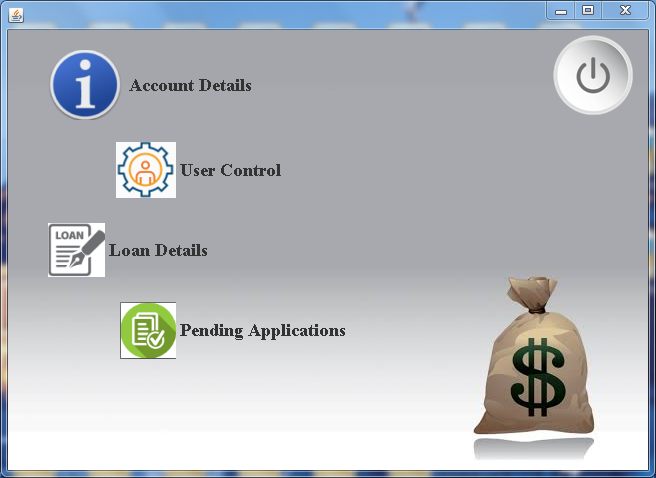 Account Details
User Control
LOAN
Loan Details
Pending Applications
$